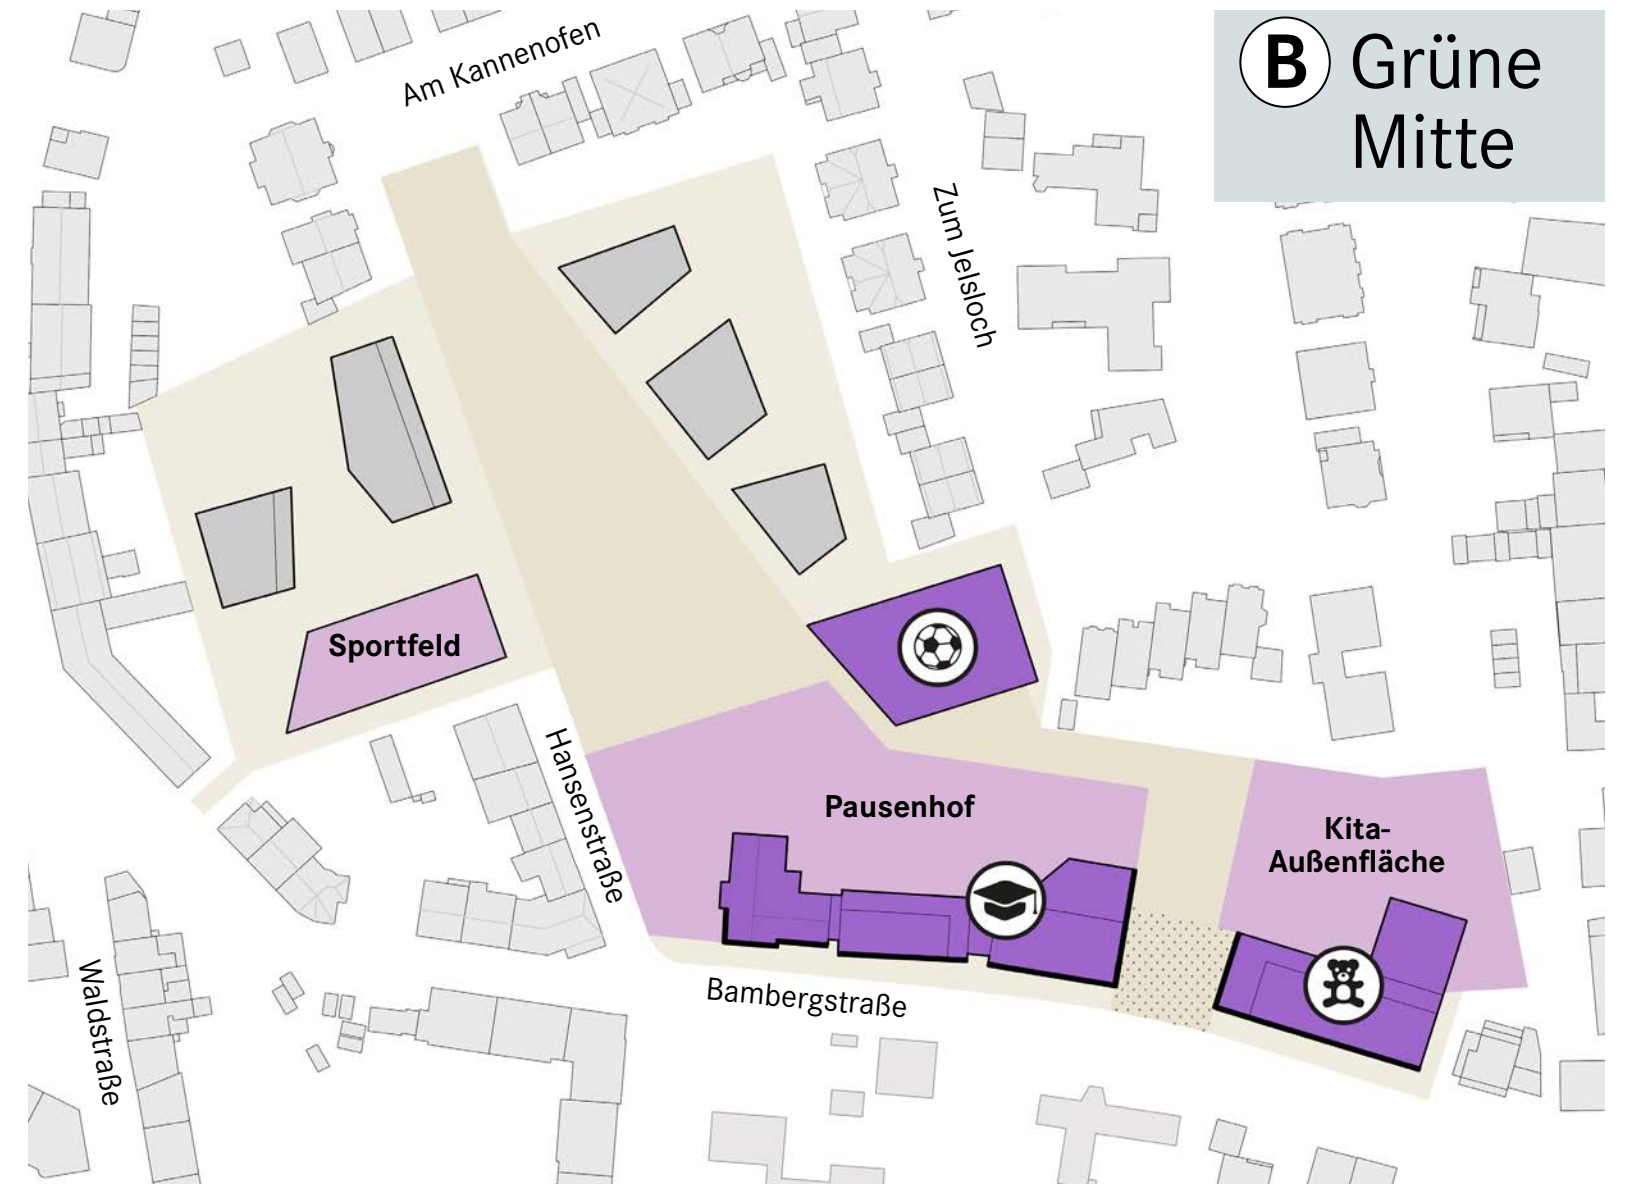 B Grüne
Mitte
Am Kannenofen
Zum Jelsloch
Sportfeld
Hansenstraße
Pausenhof
Kita-
Außenfläche
Bambergstraße
Waldstraße